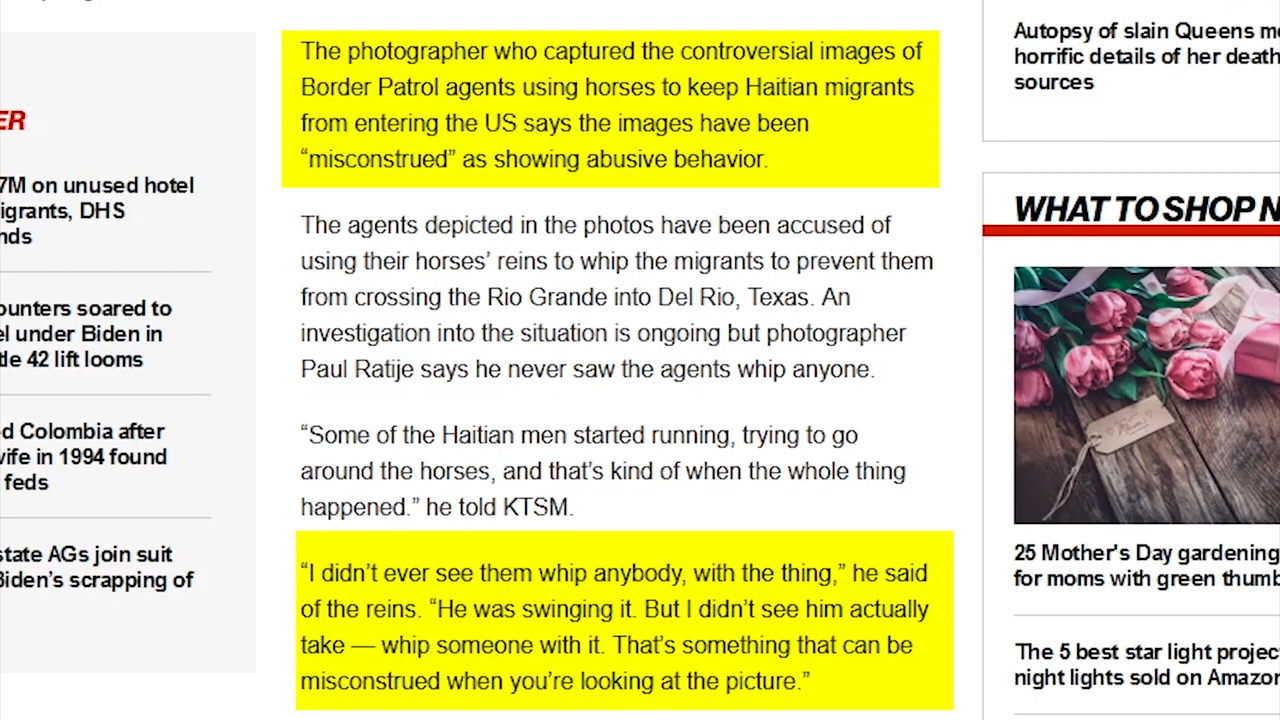 ER
7M on unused hotel
igrants, DHS
nds
ounters soared to
el under Biden in
tle 42 lift looms
d Colombia after
wife in 1994 found
feds
state AGs join suit
Biden’s scrapping of
The photographer who captured the controversial images of
Border Patrol agents using horses to keep Haitian migrants
from entering the US says the images have been
“misconstrued” as showing abusive behavior.
The agents depicted in the photos have been accused of
using their horses’ reins to whip the migrants to prevent them
from crossing the Rio Grande into Del Rio, Texas. An
investigation into the situation is ongoing but photographer
Paul Ratije says he never saw the agents whip anyone.
“Some of the Haitian men started running, trying to go
around the horses, and that’s kind of when the whole thing
happened.” he told KTSM.
“I didn’t ever see them whip anybody, with the thing,” he said
of the reins. “He was swinging it. But I didn’t see him actually
take — whip someone with it. That’s something that can be
misconstrued when you’re looking at the picture.”
Autopsy of slain Queens m
horrific details of her death
sources
WHAT TO SHOP N
25 Mother's Day gardening
for moms with green thumb
The 5 best star light projec
night lights sold on Amazon